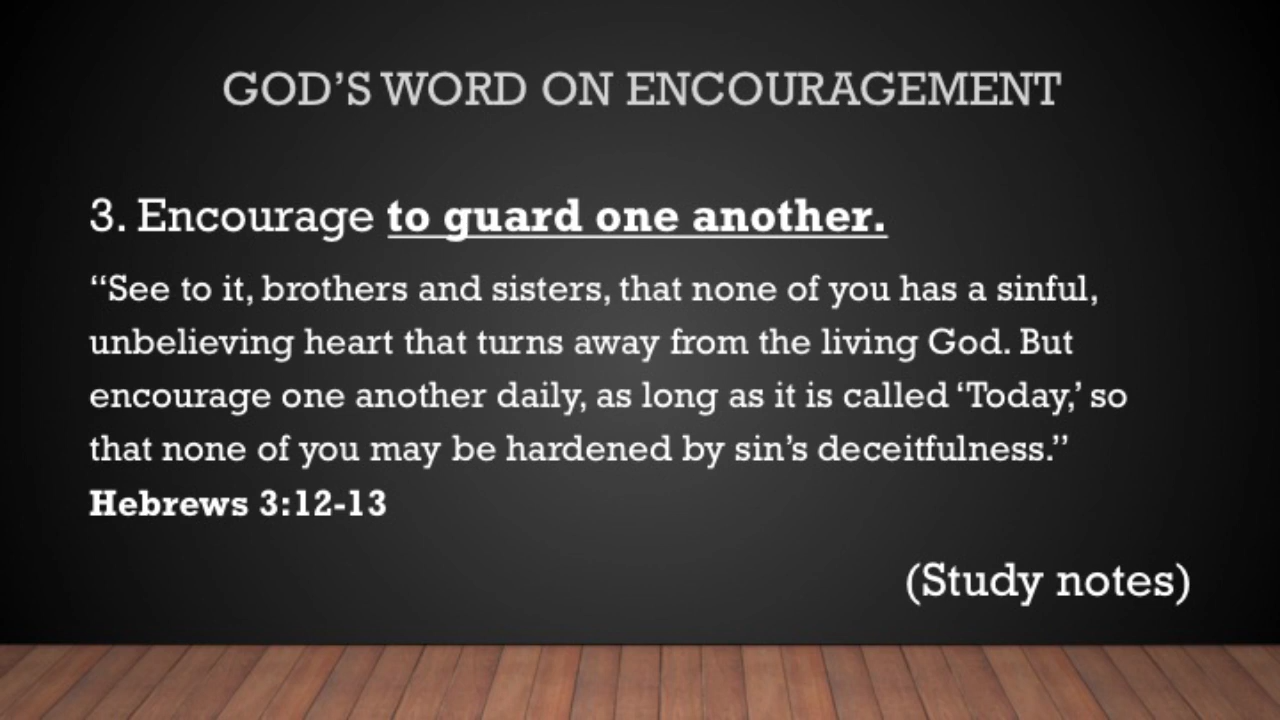 GOD’S WORD ON ENCOURAGEMENT
3. Encourage to guard one another.
“See to it, brothers and sisters, that none of you has a sinful,
unbelieving heart that turns away from the living God. But
encourage one another daily, as long as it is called ‘Today,’ so
that none of you may be hardened by sin’s deceitfulness.”
Hebrews 3:12-13
(Study notes)